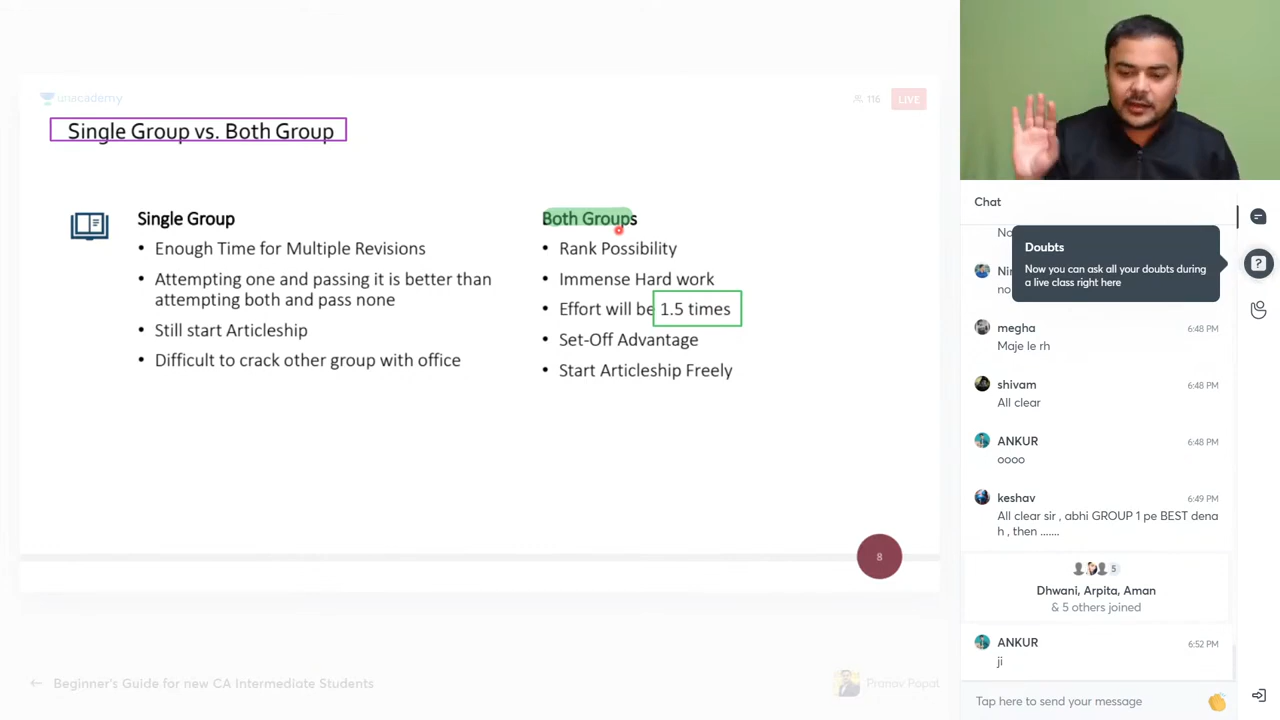 unacademy
116
LIVE
Single Group vs. Both Group
Single Group
• Enough Time for Multiple Revisions
• Attempting one and passing it is better than
attempting both and pass none
• Still start Articleship
• Difficult to crack other group with office
Both Groups
• Rank Possibility
• Immense Hard work
• Effort will be 1.5 times
• Set-Off Advantage
• Start Articleship Freely
8
← Beginner's Guide for new CA Intermediate Students
Pranav Popat
Chat
Na
Doubts
Now you can ask all your doubts during
a live class right here
Nir
no
megha 6:48 PM
Maje le rh
shivam 6:48 PM
All clear
ANKUR 6:48 PM
oooo
keshav 6:49 PM
All clear sir , abhi GROUP 1 pe BEST dena
h , then .......
5
Dhwani, Arpita, Aman
& 5 others joined
ANKUR 6:52 PM
ji
Tap here to send your message